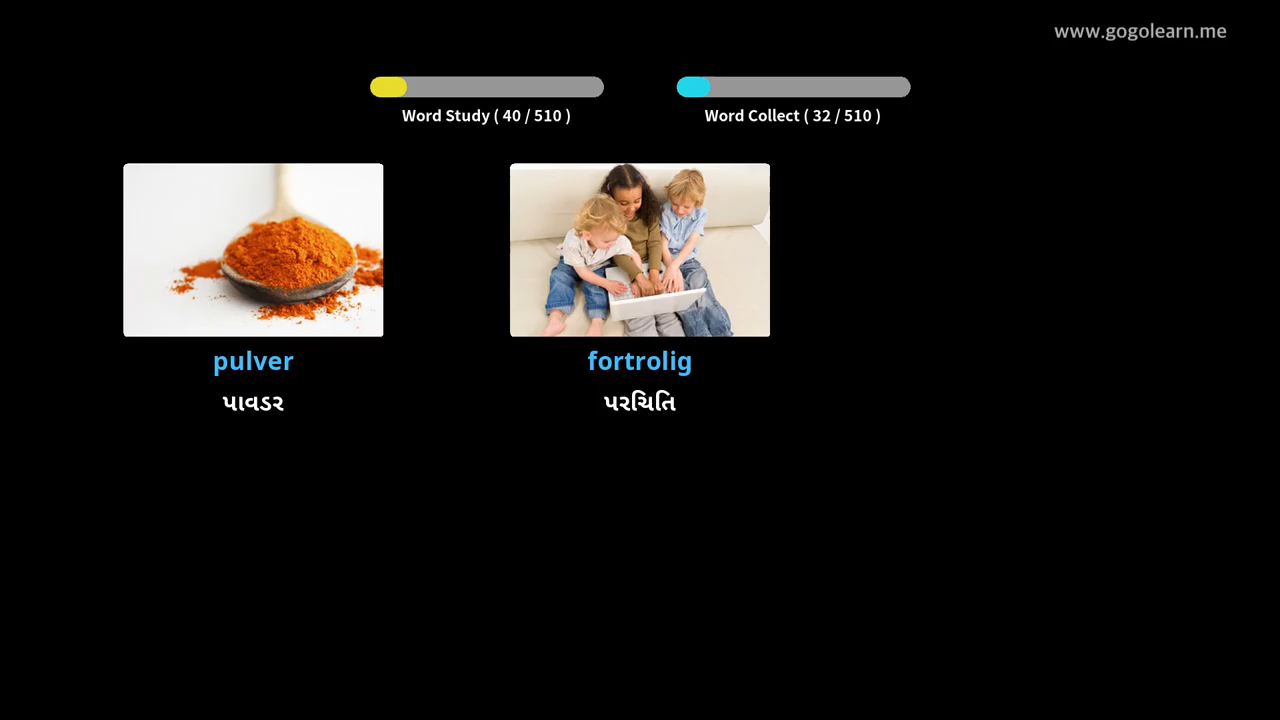 www.gogolearn.me
Word Study ( 40 / 510 )
Word Collect ( 32 / 510 )
pulver
fortrolig
પાવડર
પરચિતિ